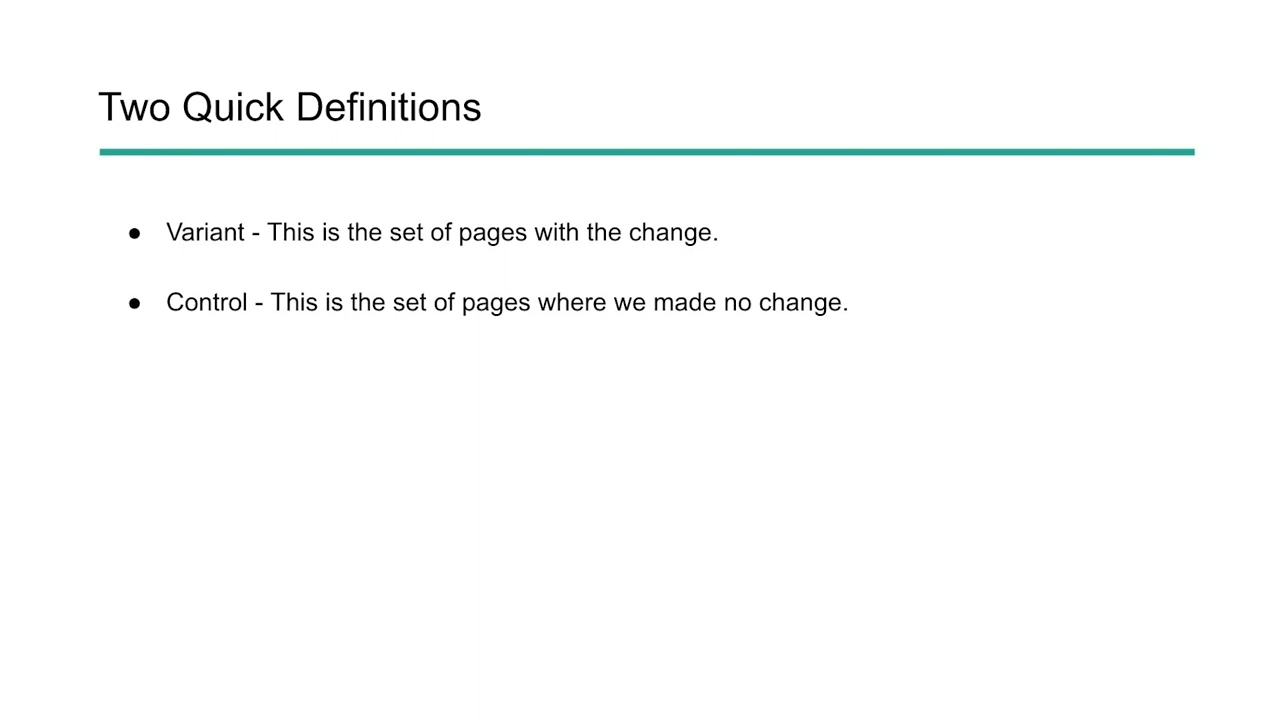 Two Quick Definitions
● Variant - This is the set of pages with the change.
● Control - This is the set of pages where we made no change.